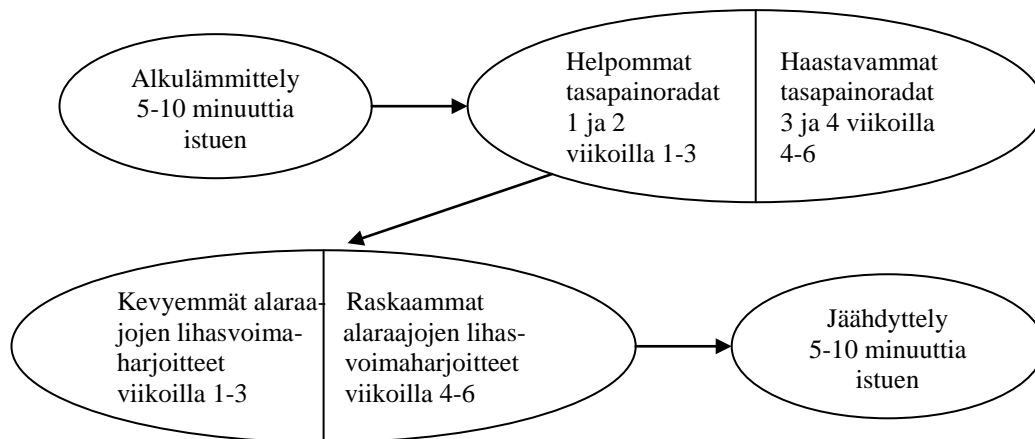 Alkulämmittely
5-10 minuuttia
istuen
Helpommat
tasapainoradat
1 ja 2
viikoilla 1-3
Haastavammat
tasapainoradat
3 ja 4 viikoilla
4-6
Kevyemmät alaraa-
jojen lihasvoima-
harjoitteet
viikoilla 1-3
Raskaammat
alaraajojen lihas-
voimaharjoitteet
viikoilla 4-6
Jäähdyttely
5-10 minuuttia
istuen